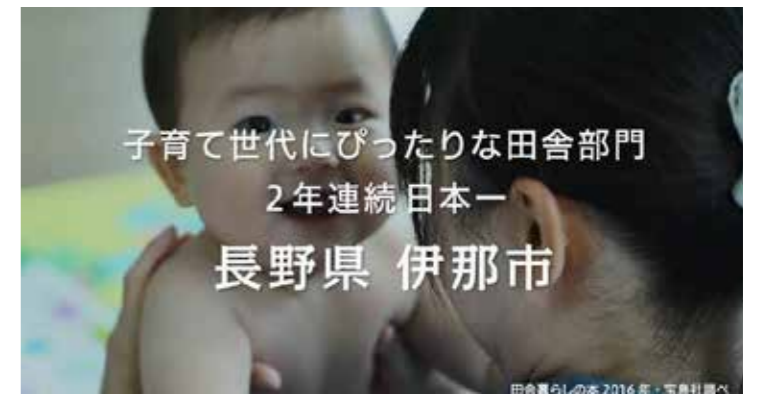 子育て世代にぴったりな田舎部門
2年連続日本一
長野県 伊那市
田舎暮らしの本 2016 年・宝島社調べ